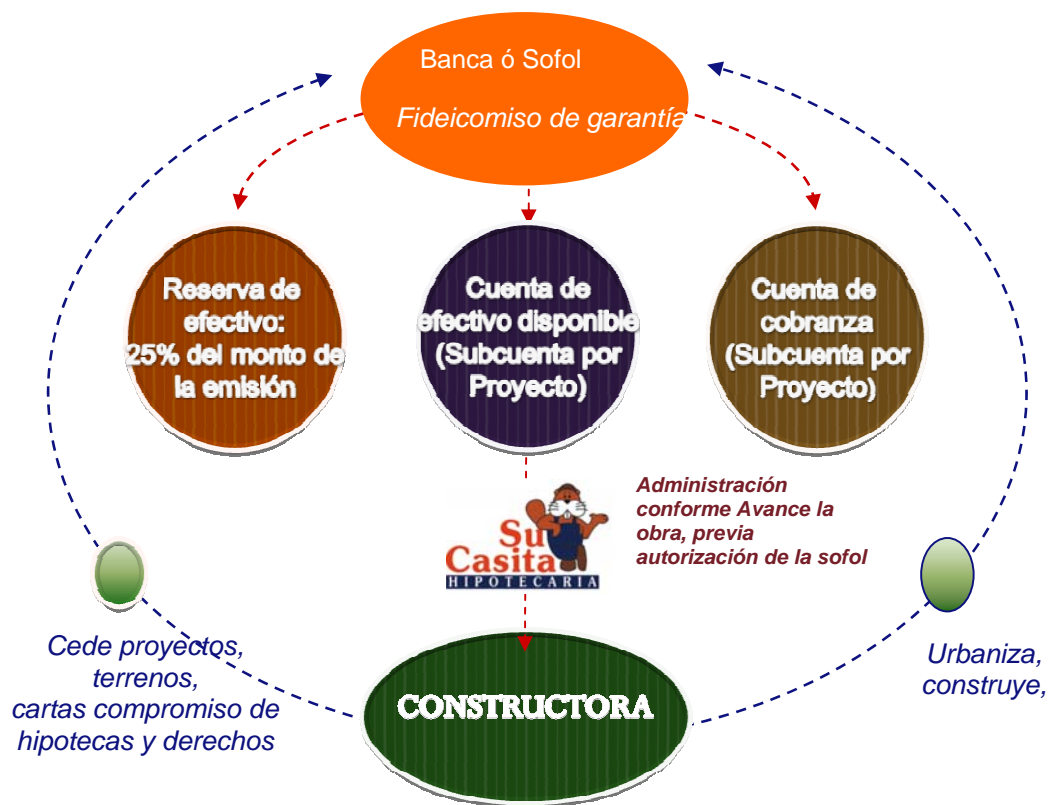 Banca ó Sofol
Fideicomiso de garantía
Reserva de
efectivo:
25% del monto de
la emisión
Cuenta de
efectivo disponible
(Subcuenta por
Proyecto)
Cuenta de
cobranza
(Subcuenta por
Proyecto)
Su
Casita
HIPOTECARIA
Administración
conforme Avance la
obra, previa
autorización de la sofol
Cede proyectos,
terrenos,
cartas compromiso de
hipotecas y derechos
CONSTRUCTORA
Urbaniza,
construye,